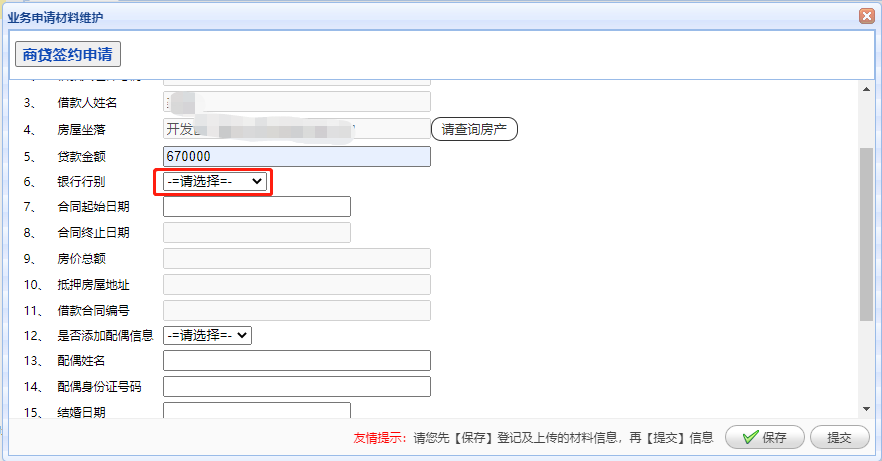 业务申请材料维护
商贷签约申请
3、 借款人姓名
4、 房屋坐落 开发 请查询房产
5、 贷款金额 670000
6、 银行行别 -=请选择=-
7、 合同起始日期
8、 合同终止日期
9、 房价总额
10、 抵押房屋地址
11、 借款合同编号
12、 是否添加配偶信息 -=请选择=-
13、 配偶姓名
14、 配偶身份证号码
15、 结婚日期
友情提示：请您先【保存】登记及上传的材料信息，再【提交】信息 保存 提交